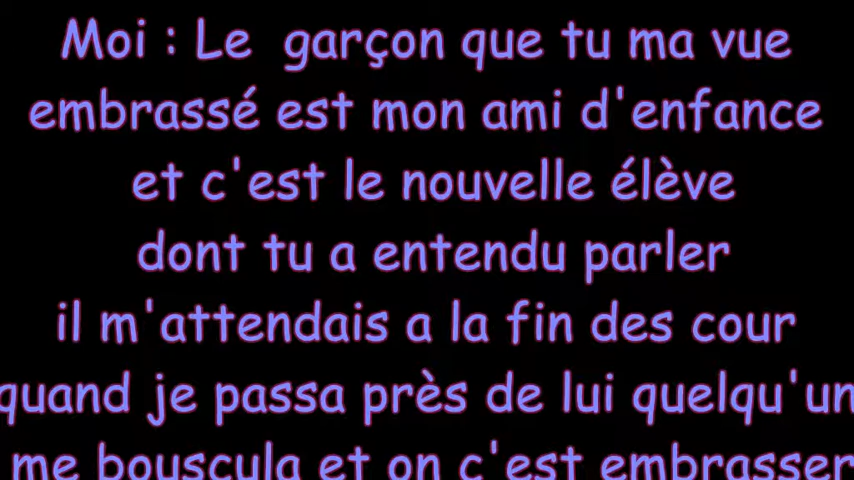 Moi : Le garçon que tu ma vue
embrassé est mon ami d'enfance
et c'est le nouvelle élève
dont tu a entendu parler
il m'attendais a la fin des cour
quand je passa près de lui quelqu'un
me bouscula et on c'est embrasser